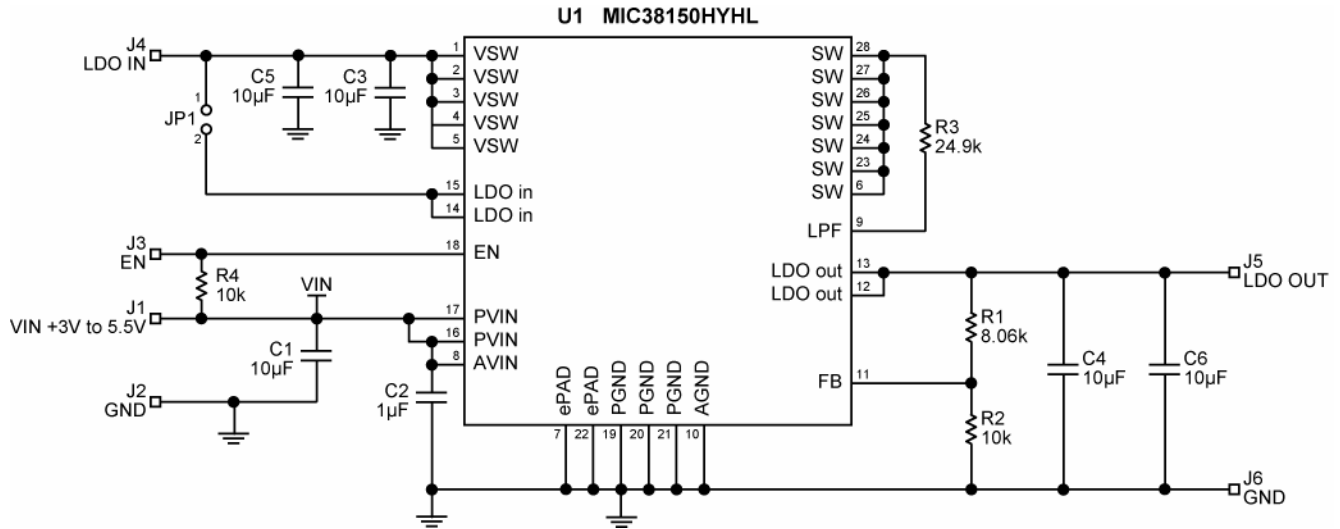 U1 MIC38150HYHL
J4
LDO IN
C5
10µF
C3
10µF
1
JP1
2
1 VSW
2 VSW
3 VSW
4 VSW
5 VSW
15 LDO in
14 LDO in
18 EN
17 PVIN
16 PVIN
8 AVIN
J3
EN
R4
10k
VIN
J1
VIN +3V to 5.5V
C1
10µF
J2
GND
C2
1µF
ePAD 7
ePAD 22
PGND 19
PGND 20
PGND 21
AGND 10
SW 28
SW 27
SW 26
SW 25
SW 24
SW 23
SW 6
LPF 9
LDO out 13
LDO out 12
FB 11
R3
24.9k
R1
8.06k
R2
10k
C4
10µF
C6
10µF
J5
LDO OUT
J6
GND